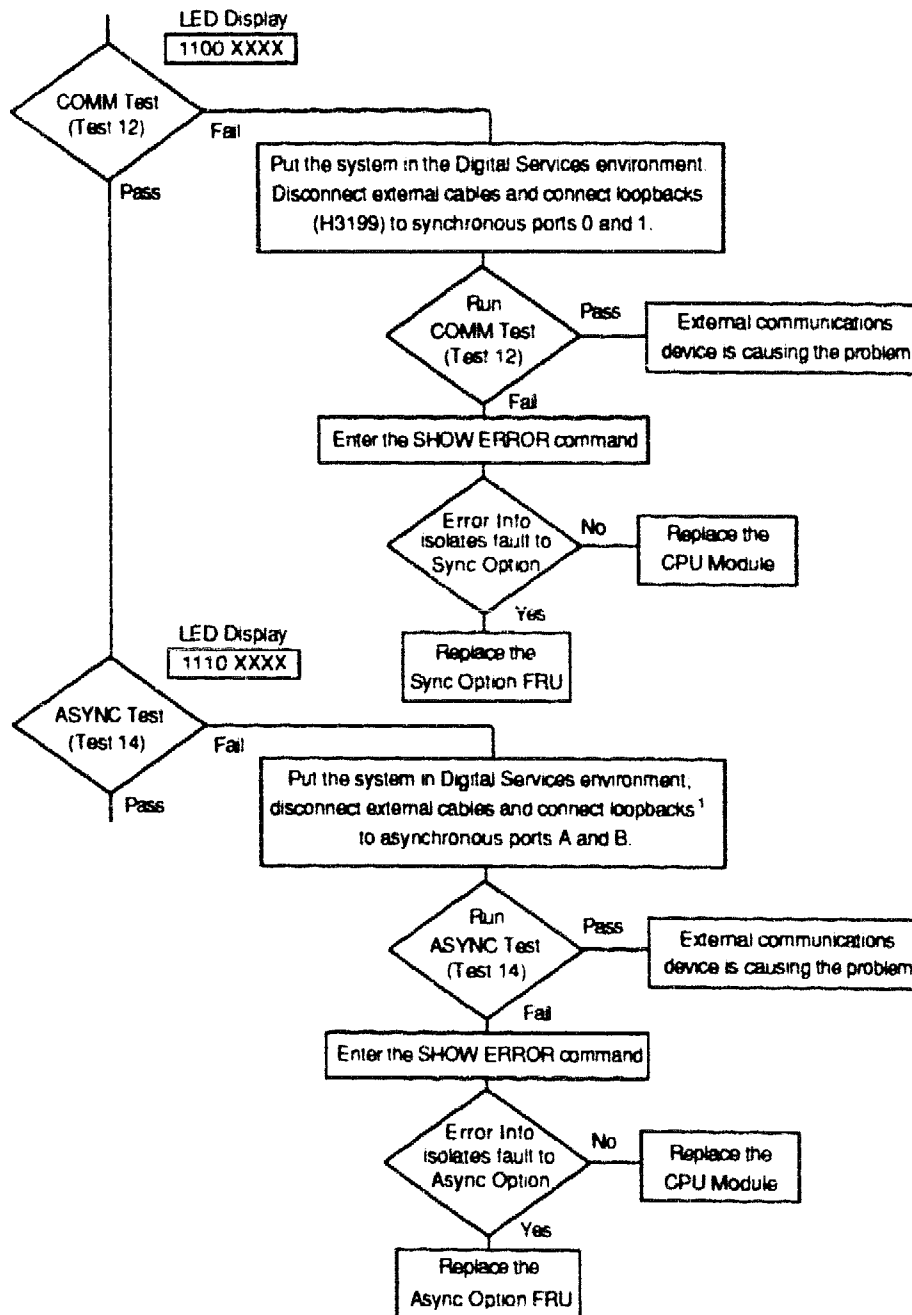 LED Display
1100 XXXX
COMM Test
(Test 12)
Fail
Pass
Put the system in the Digital Services environment.
Disconnect external cables and connect loopbacks
(H3199) to synchronous ports 0 and 1.
Run
COMM Test
(Test 12)
Pass
External communications
device is causing the problem
Fail
Enter the SHOW ERROR command
Error Info
isolates fault to
Sync Option
No
Replace the
CPU Module
Yes
Replace the
Sync Option FRU
LED Display
1110 XXXX
ASYNC Test
(Test 14)
Fail
Pass
Put the system in Digital Services environment,
disconnect external cables and connect loopbacks¹
to asynchronous ports A and B.
Run
ASYNC Test
(Test 14)
Pass
External communications
device is causing the problem
Fail
Enter the SHOW ERROR command
Error Info
isolates fault to
Async Option
No
Replace the
CPU Module
Yes
Replace the
Async Option FRU